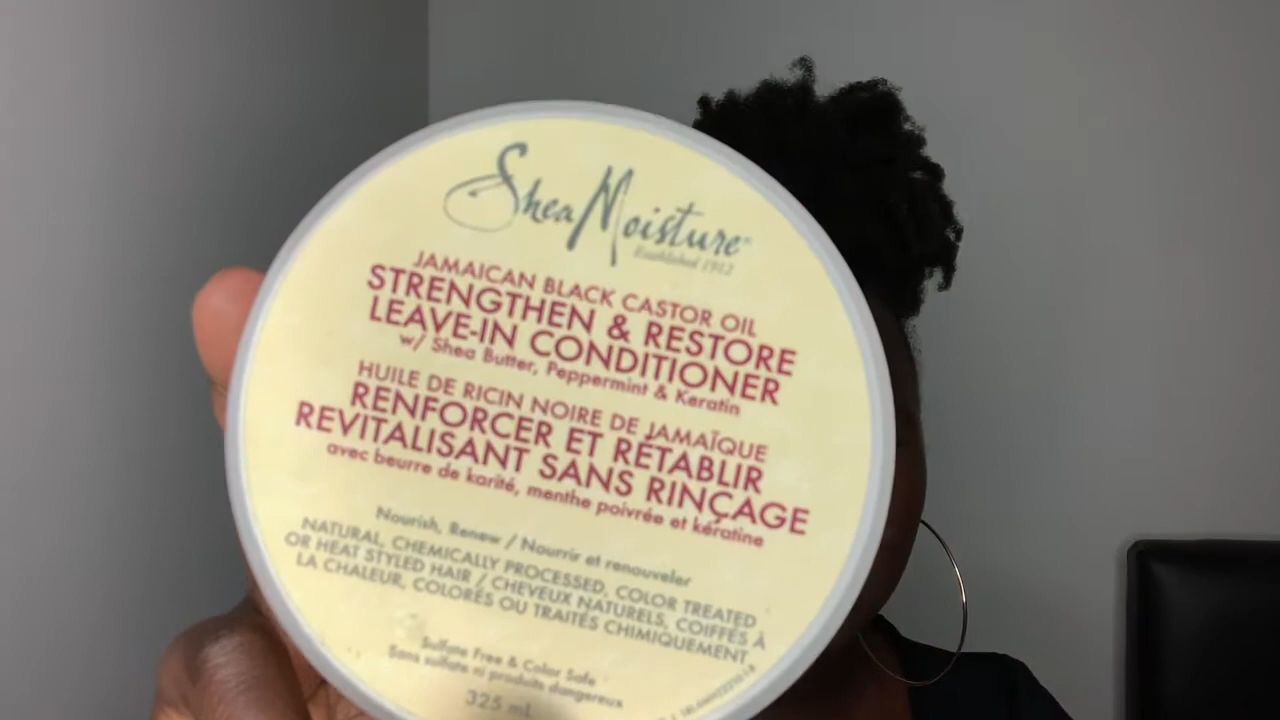 SheaMoisture
Established 1912
JAMAICAN BLACK CASTOR OIL
STRENGTHEN & RESTORE
LEAVE-IN CONDITIONER
w/ Shea Butter, Peppermint & Keratin
HUILE DE RICIN NOIRE DE JAMAÏQUE
RENFORCER ET RÉTABLIR
REVITALISANT SANS RINÇAGE
avec beurre de karité, menthe poivrée et kératine
Nourish, Renew / Nourrir et renouveler
NATURAL, CHEMICALLY PROCESSED, COLOR TREATED
OR HEAT STYLED HAIR / CHEVEUX NATURELS, COIFFÉS À
LA CHALEUR, COLORÉS OU TRAITÉS CHIMIQUEMENT
Sulfate Free & Color Safe
Sans sulfate ni produits dangereux
325 mL